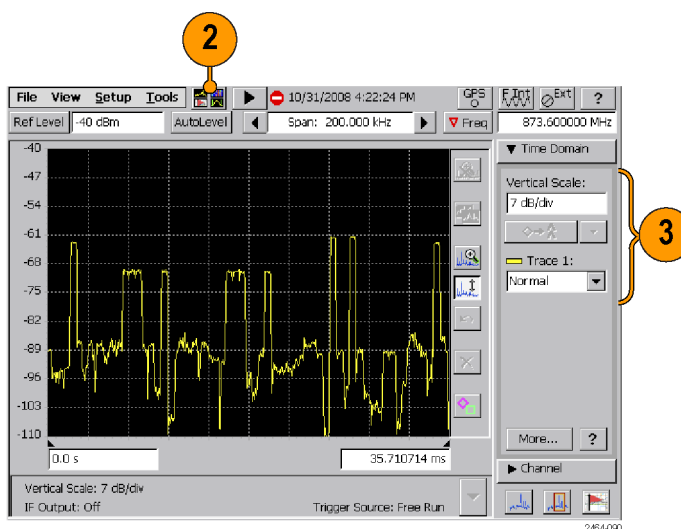 2
File View Setup Tools 10/31/2008 4:22:24 PM GPS F Int Ext ?
Ref Level -40 dBm AutoLevel Span: 200.000 kHz Freq 873.600000 MHz
-40
-47
-54
-61
-68
-75
-82
-89
-96
-103
-110
0.0 s 35.710714 ms
Time Domain
Vertical Scale:
7 dB/div
Trace 1:
Normal
3
More... ?
Channel
Vertical Scale: 7 dB/div
IF Output: Off Trigger Source: Free Run
2464-090